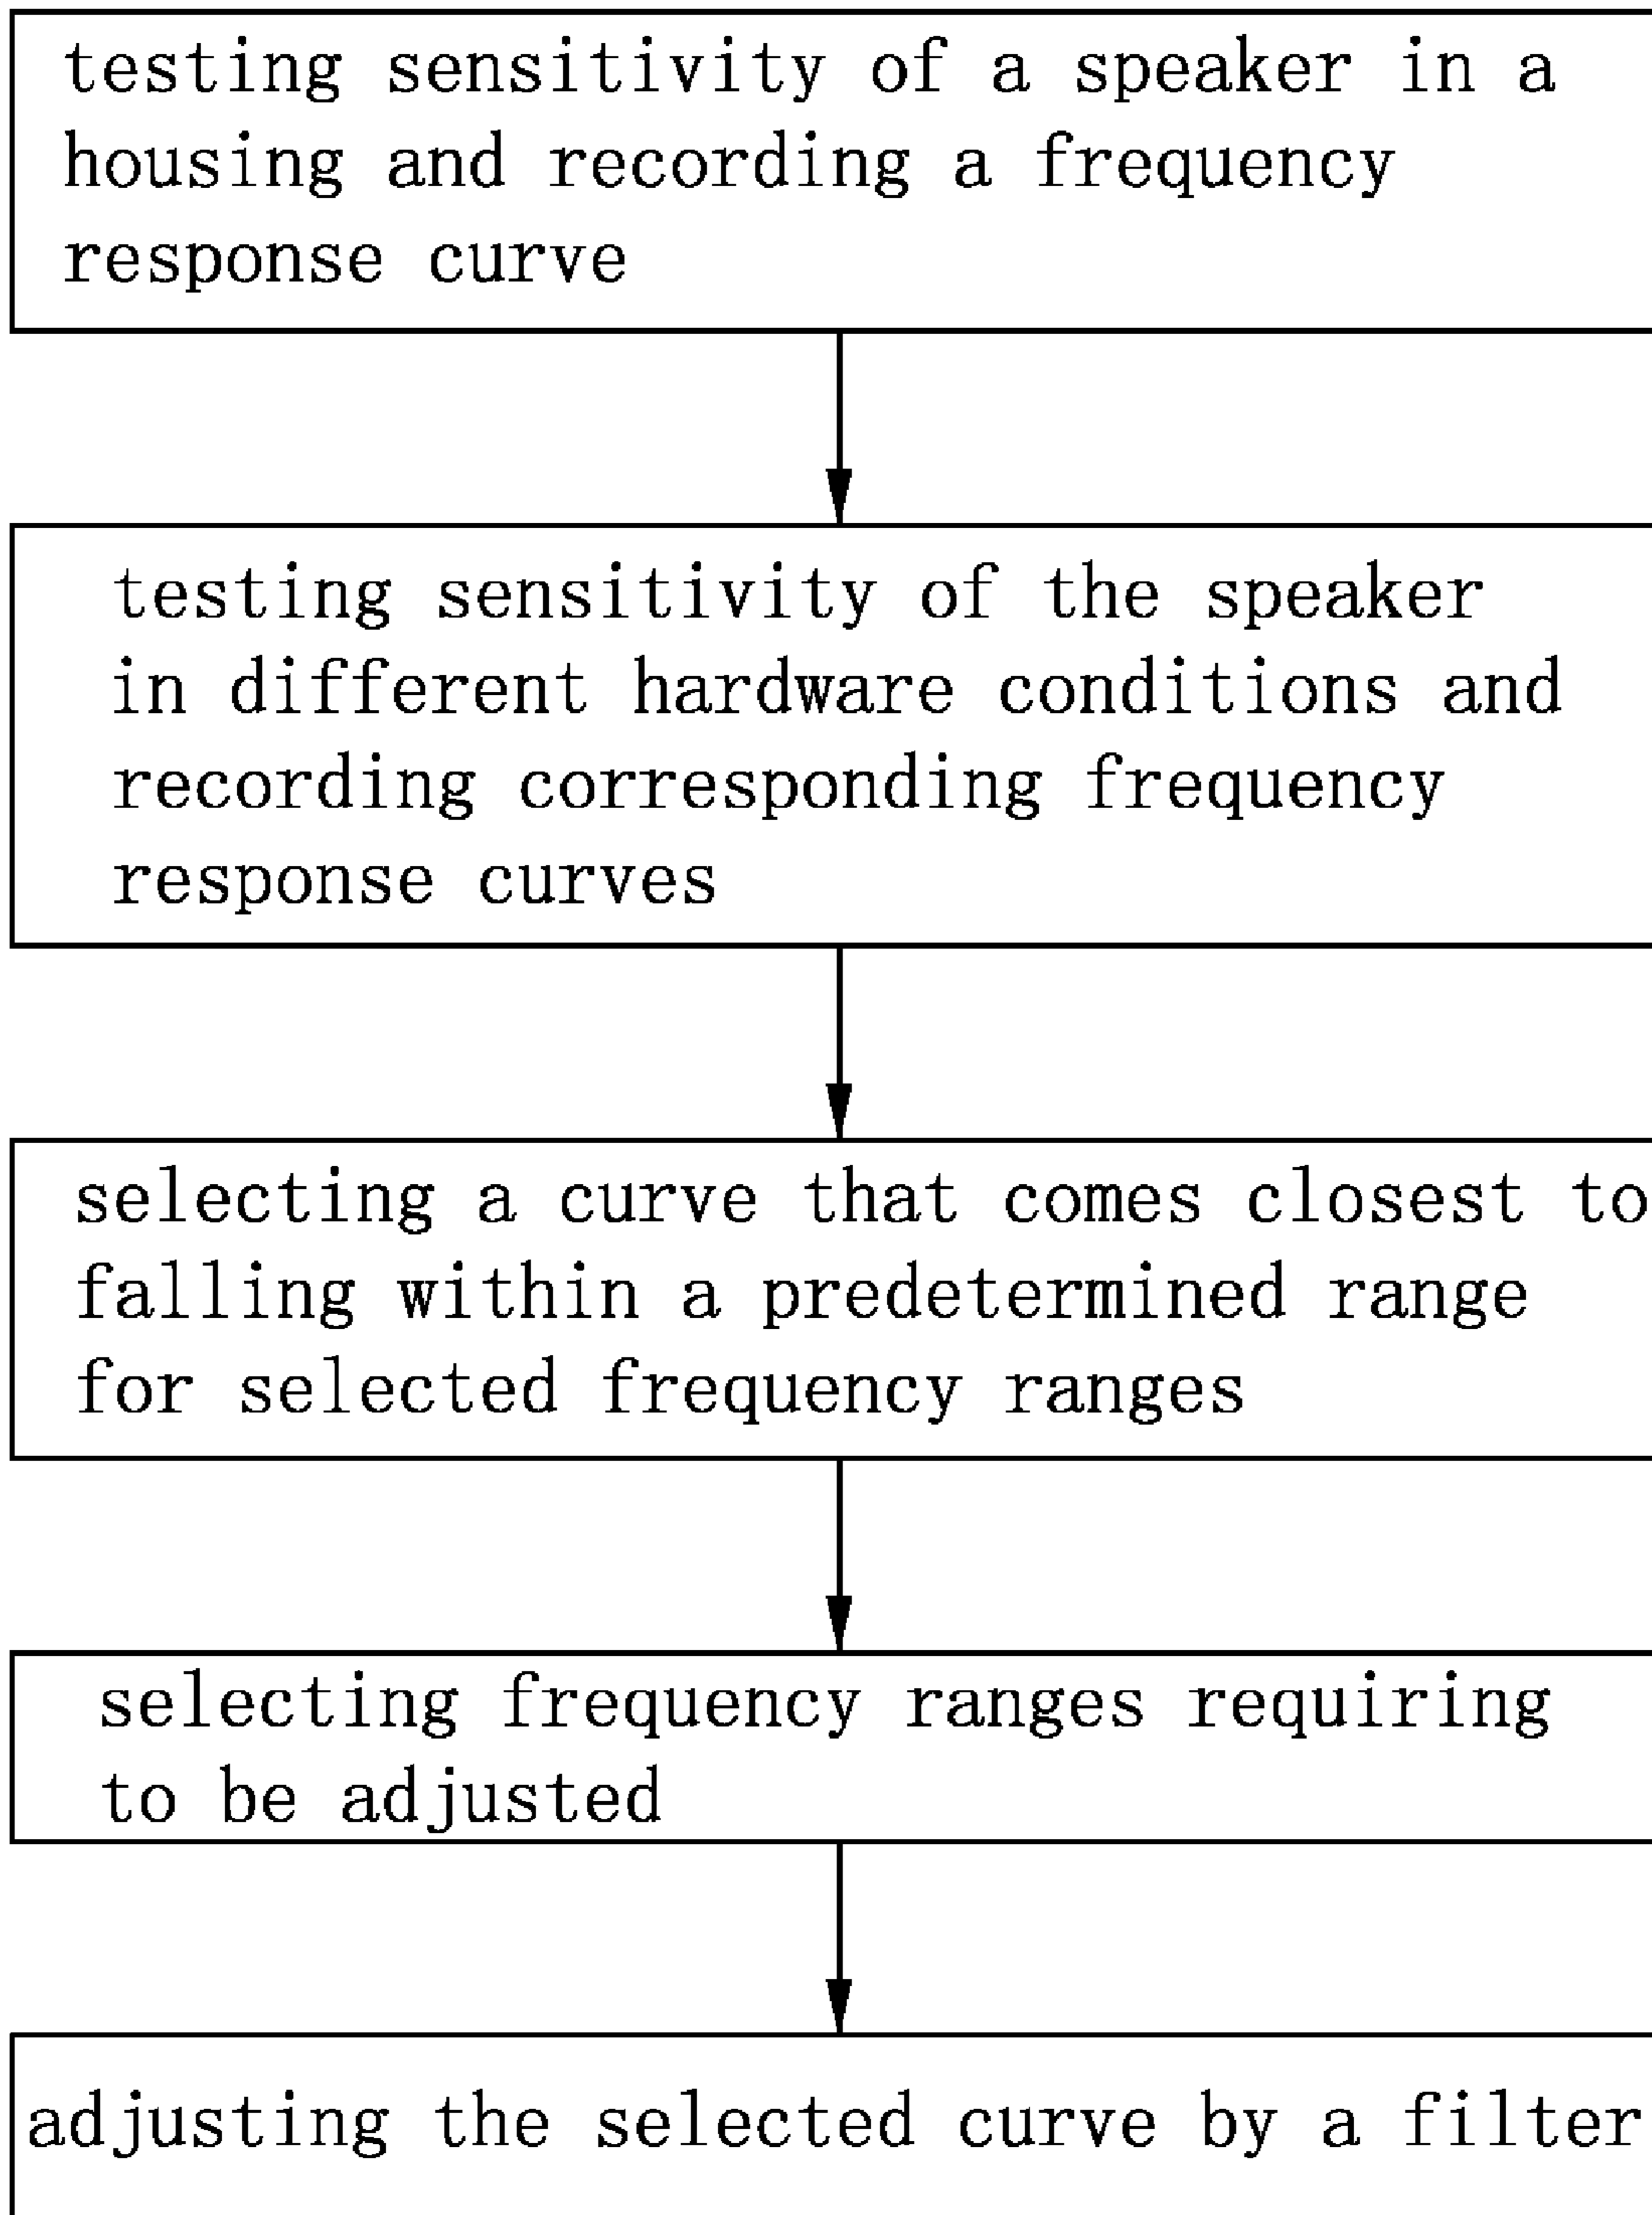 testing sensitivity of a speaker in a
housing and recording a frequency
response curve
testing sensitivity of the speaker
in different hardware conditions and
recording corresponding frequency
response curves
selecting a curve that comes closest to
falling within a predetermined range
for selected frequency ranges
selecting frequency ranges requiring
to be adjusted
adjusting the selected curve by a filter